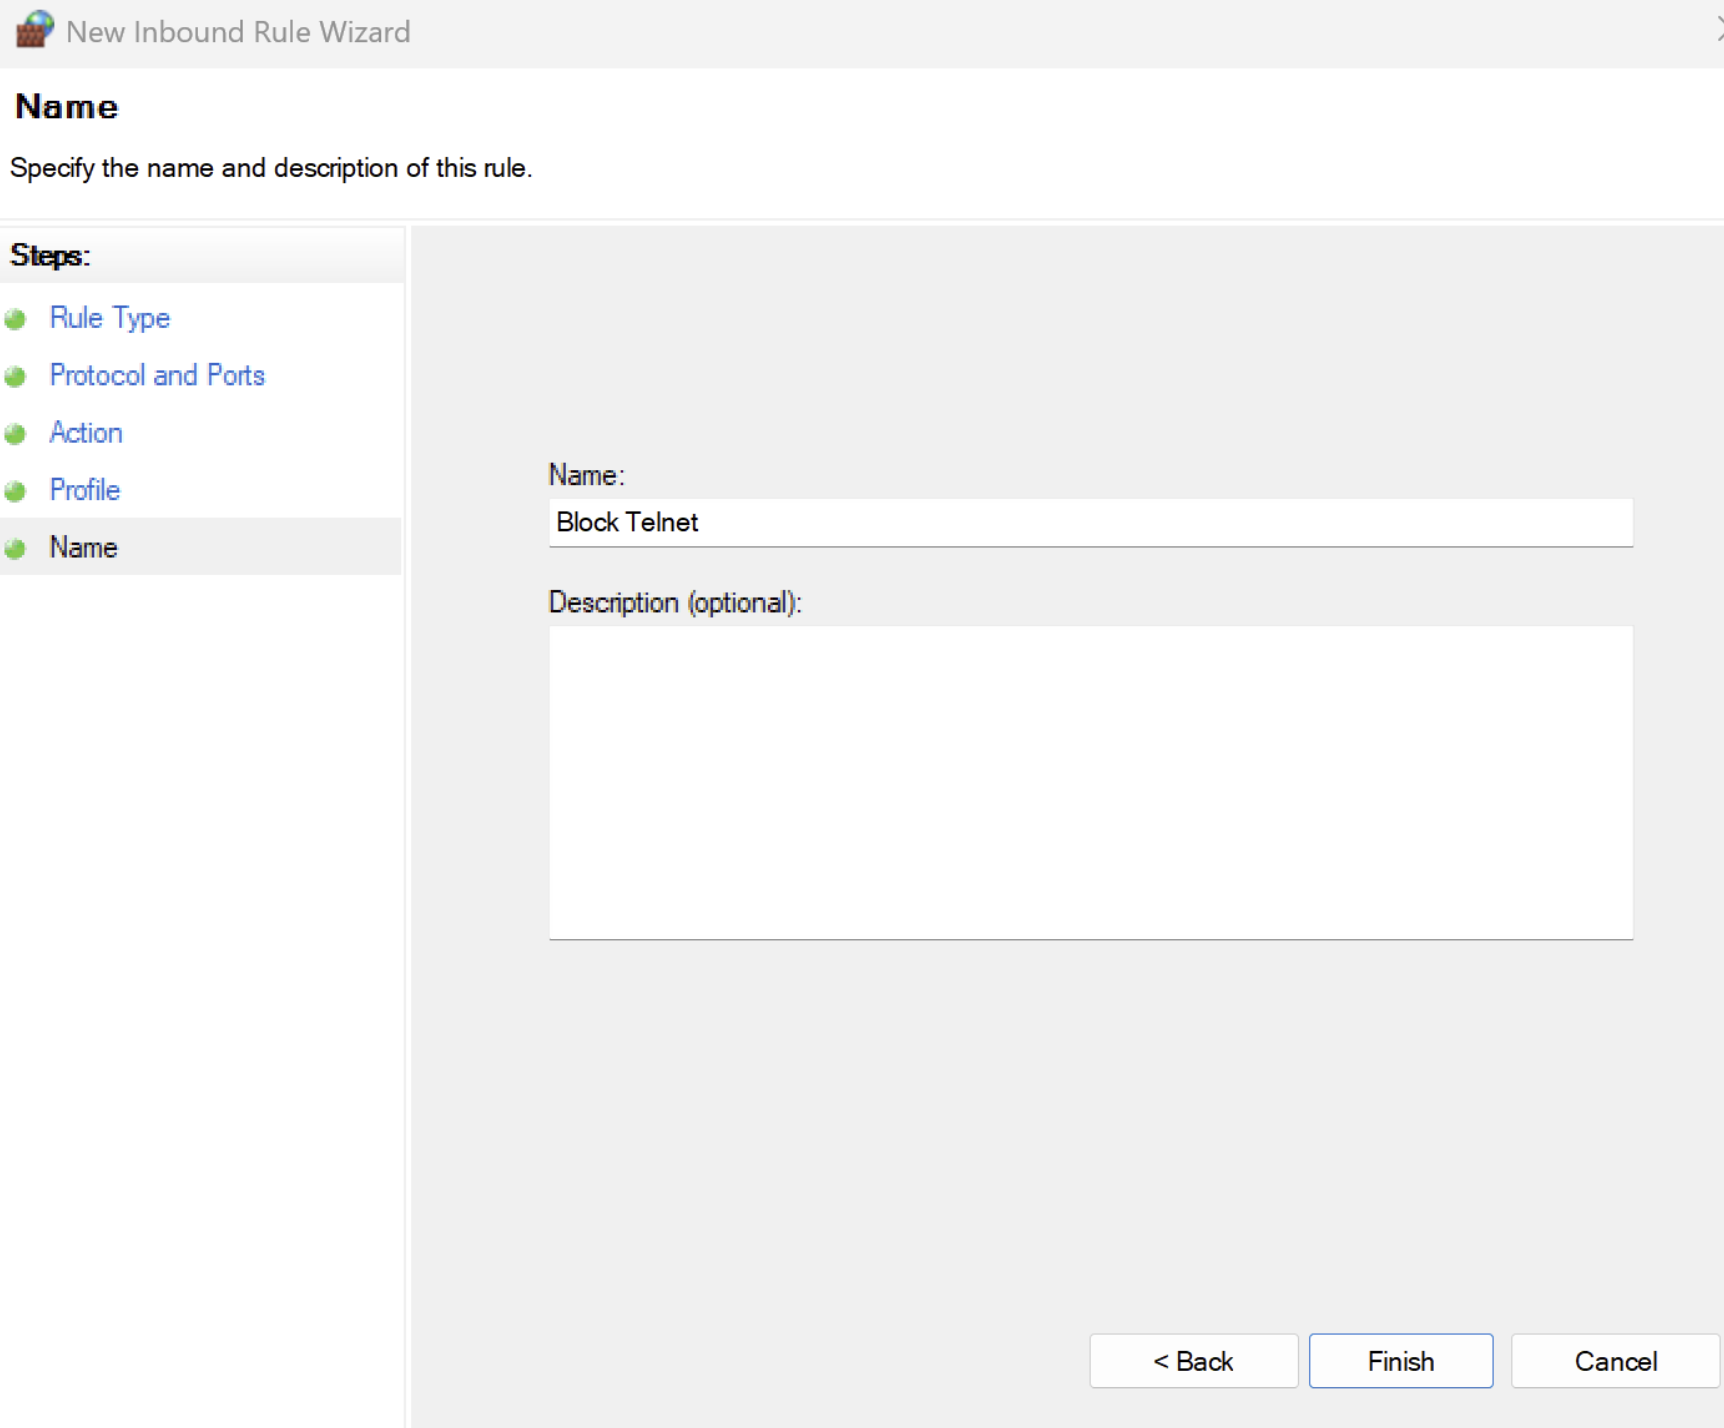 New Inbound Rule Wizard
Name
Specify the name and description of this rule.
Steps:
Rule Type
Protocol and Ports
Action
Profile
Name
Name:
Block Telnet
Description (optional):
< Back
Finish
Cancel